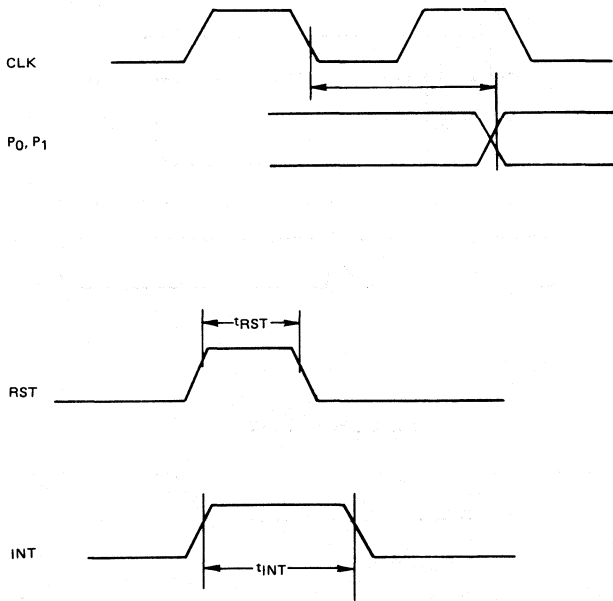 CLK
P0, P1
tRST
RST
INT
tINT